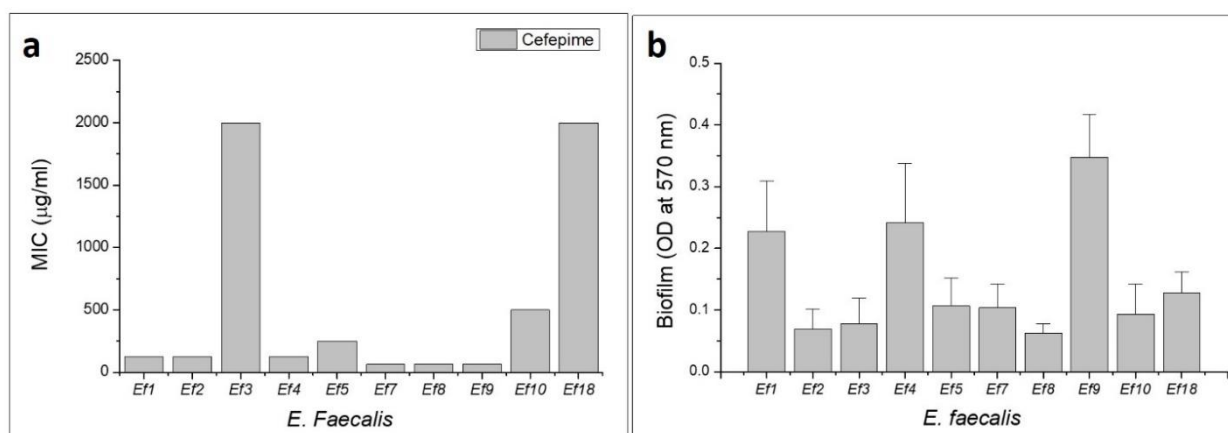 a
Cefepime
2500
2000
1500
1000
500
0
MIC (µg/ml)
Ef1 Ef2 Ef3 Ef4 Ef5 Ef7 Ef8 Ef9 Ef10 Ef18
E. Faecalis
b
0.5
0.4
0.3
0.2
0.1
0.0
Biofilm (OD at 570 nm)
Ef1 Ef2 Ef3 Ef4 Ef5 Ef7 Ef8 Ef9 Ef10 Ef18
E. faecalis